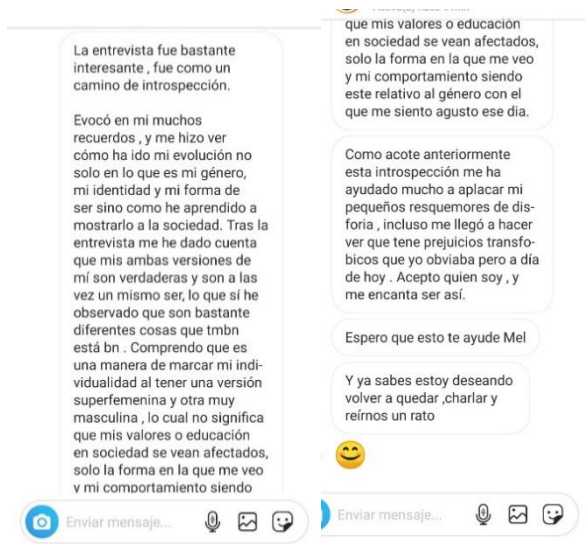 La entrevista fue bastante
interesante , fue como un
camino de introspección.
Evocó en mi muchos
recuerdos , y me hizo ver
cómo ha ido mi evolución no
solo en lo que es mi género,
mi identidad y mi forma de
ser sino como he aprendido a
mostrarlo a la sociedad. Tras la
entrevista me he dado cuenta
que mis ambas versiones de
mí son verdaderas y son a las
vez un mismo ser, lo que sí he
observado que son bastante
diferentes cosas que tmbn
está bn . Comprendo que es
una manera de marcar mi indi-
vidualidad al tener una versión
superfemenina y otra muy
masculina , lo cual no significa
que mis valores o educación
en sociedad se vean afectados,
solo la forma en la que me veo
y mi comportamiento siendo
Enviar mensaje...
que mis valores o educación
en sociedad se vean afectados,
solo la forma en la que me veo
y mi comportamiento siendo
este relativo al género con el
que me siento agusto ese dia.
Como acote anteriormente
esta introspección me ha
ayudado mucho a aplacar mi
pequeños resquemores de dis-
foria , incluso me llegó a hacer
ver que tene prejuicios transfo-
bicos que yo obviaba pero a día
de hoy . Acepto quien soy , y
me encanta ser así.
Espero que esto te ayude Mel
Y ya sabes estoy deseando
volver a quedar ,charlar y
reírnos un rato
Enviar mensaje...